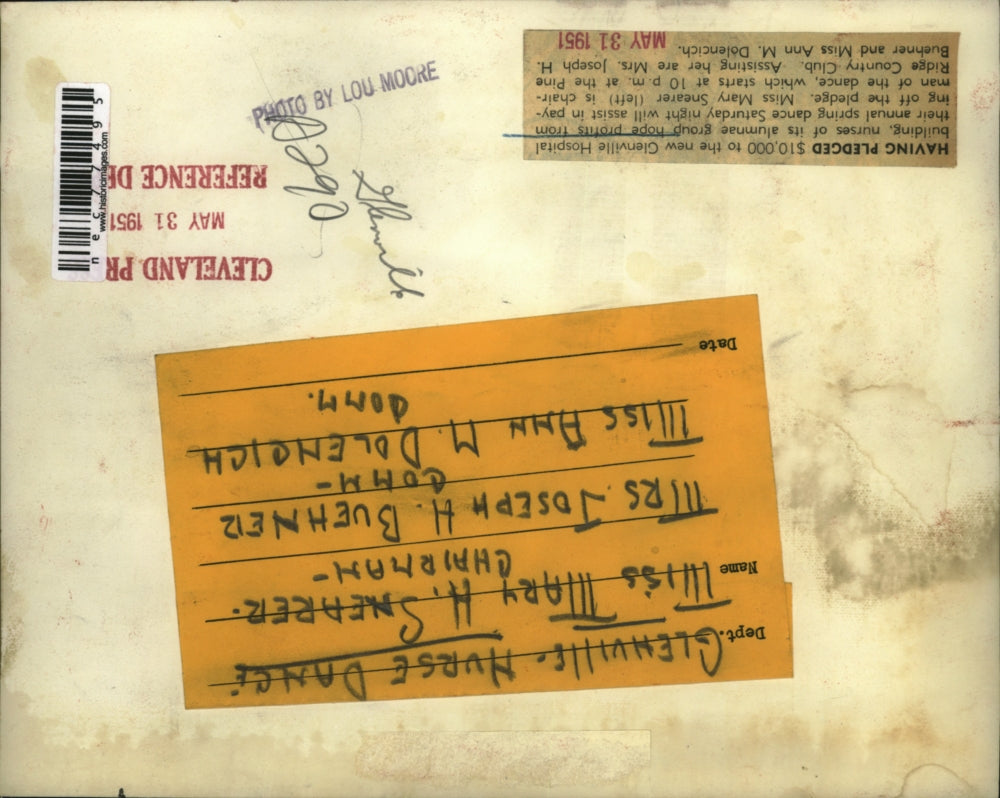 PHOTO BY LOU MOORE
HAVING PLEDGED $10,000 to the new Glenville Hospital
building, nurses of its alumnae group hope profits from
their annual spring dance Saturday night will assist in pay-
ing off the pledge. Miss Mary Snearer (left) is chair-
man of the dance, which starts at 10 p.m. at the Pine
Ridge Country Club. Assisting her are Mrs. Joseph H.
Buehner and Miss Ann M. Dolencich.
MAY 31 1951
CLEVELAND PR
MAY 31 1951
REFERENCE DE
www.historicimages.com
nec77495
Dept. GLENVILLE NURSE DANCE
Name MISS MARY H. SNEARER.
CHAIRMAN-
MRS. JOSEPH H. BUEHNER
COMM-
MISS ANN M. DOLENCICH
COMM.
Date